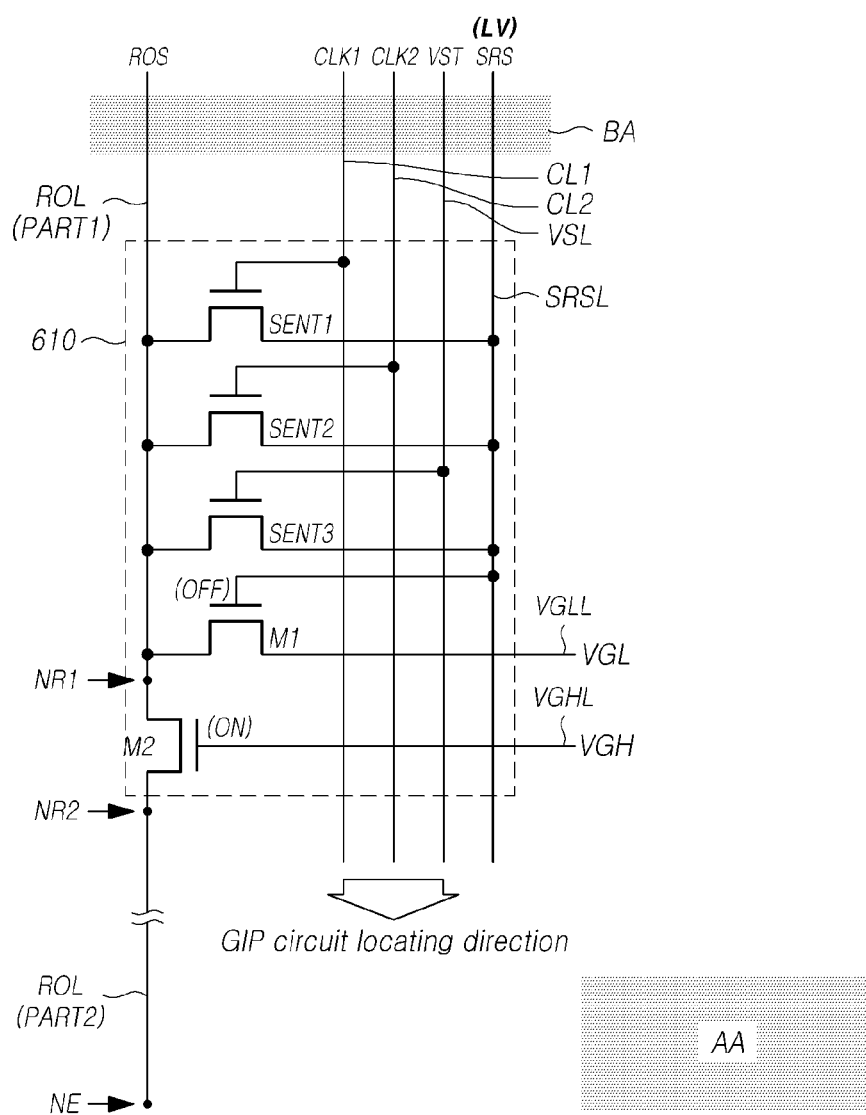 (LV)
ROS CLK1 CLK2 VST SRS
BA
CL1
CL2
VSL
ROL
(PART1)
SRSL
610
SENT1
SENT2
SENT3
(OFF)
M1
VGLL
VGL
NR1
VGHL
(ON)
M2
VGH
NR2
GIP circuit locating direction
ROL
(PART2)
AA
NE